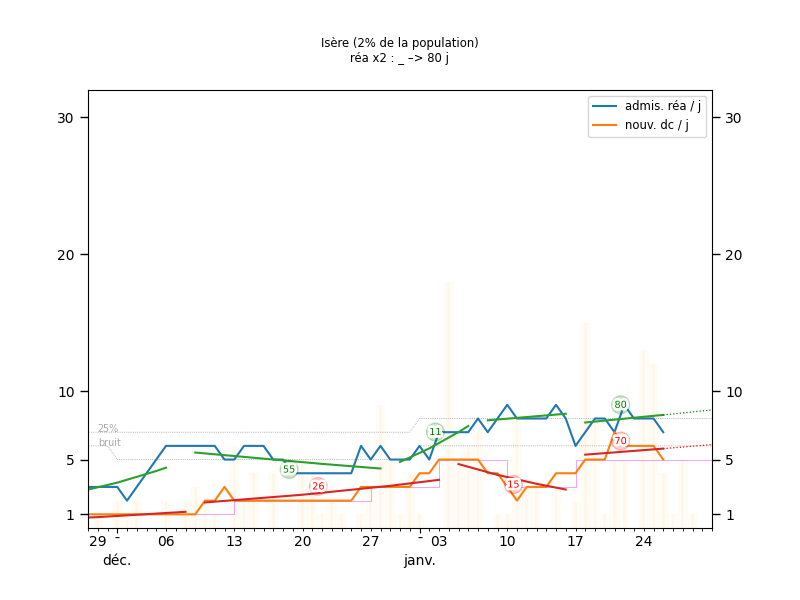 Isère (2% de la population)
réa x2 : _ –> 80 j
admis. réa / j
nouv. dc / j
30
30
20
20
10
10
5
5
1
1
25%
bruit
55
26
11
15
80
70
29 - 06 13 20 27 - 03 10 17 24
déc. janv.